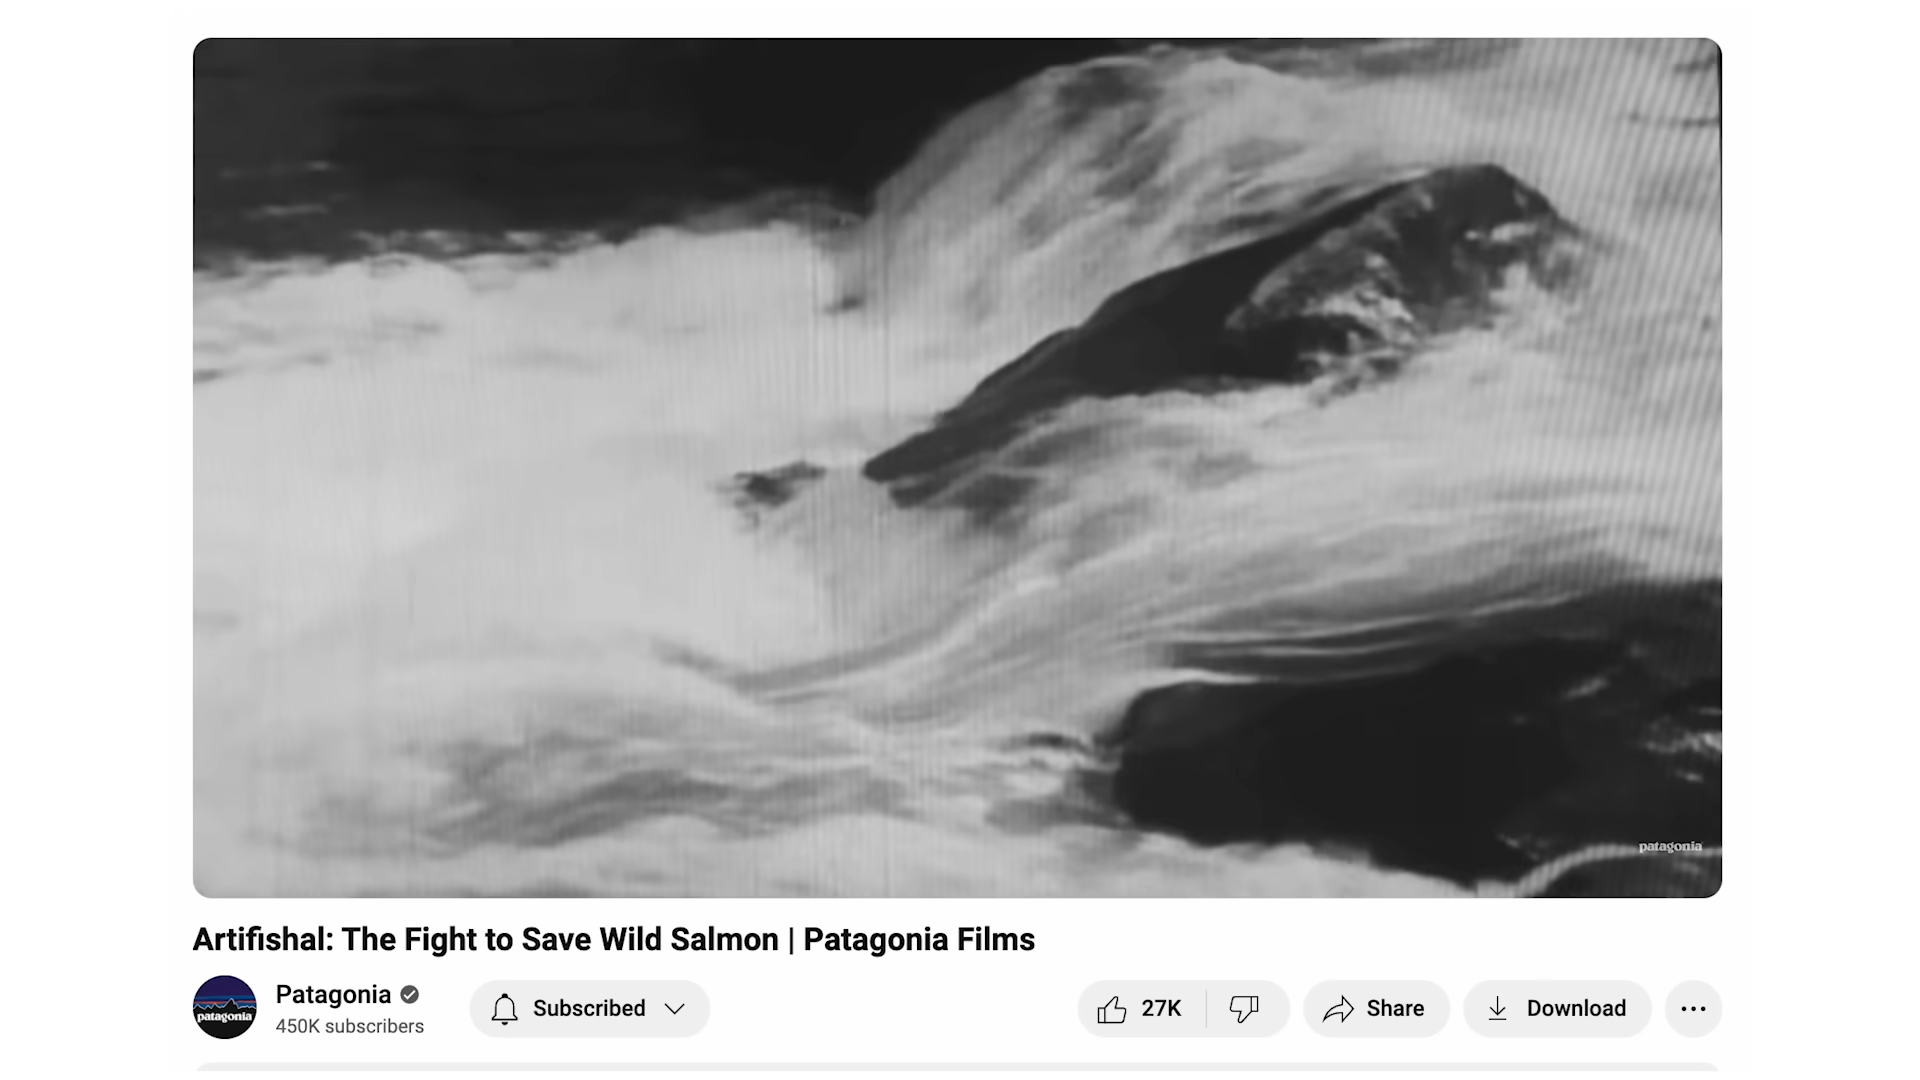 patagonia
Artifishal: The Fight to Save Wild Salmon | Patagonia Films
patagonia
Patagonia
450K subscribers
Subscribed
27K
Share
Download